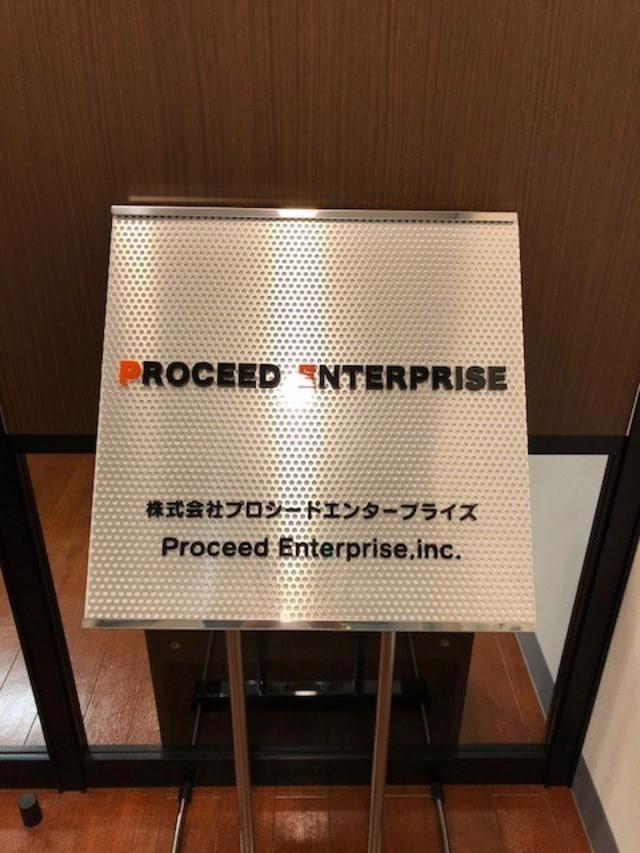 PROCEED ENTERPRISE
株式会社プロシードエンタープライズ
Proceed Enterprise,inc.